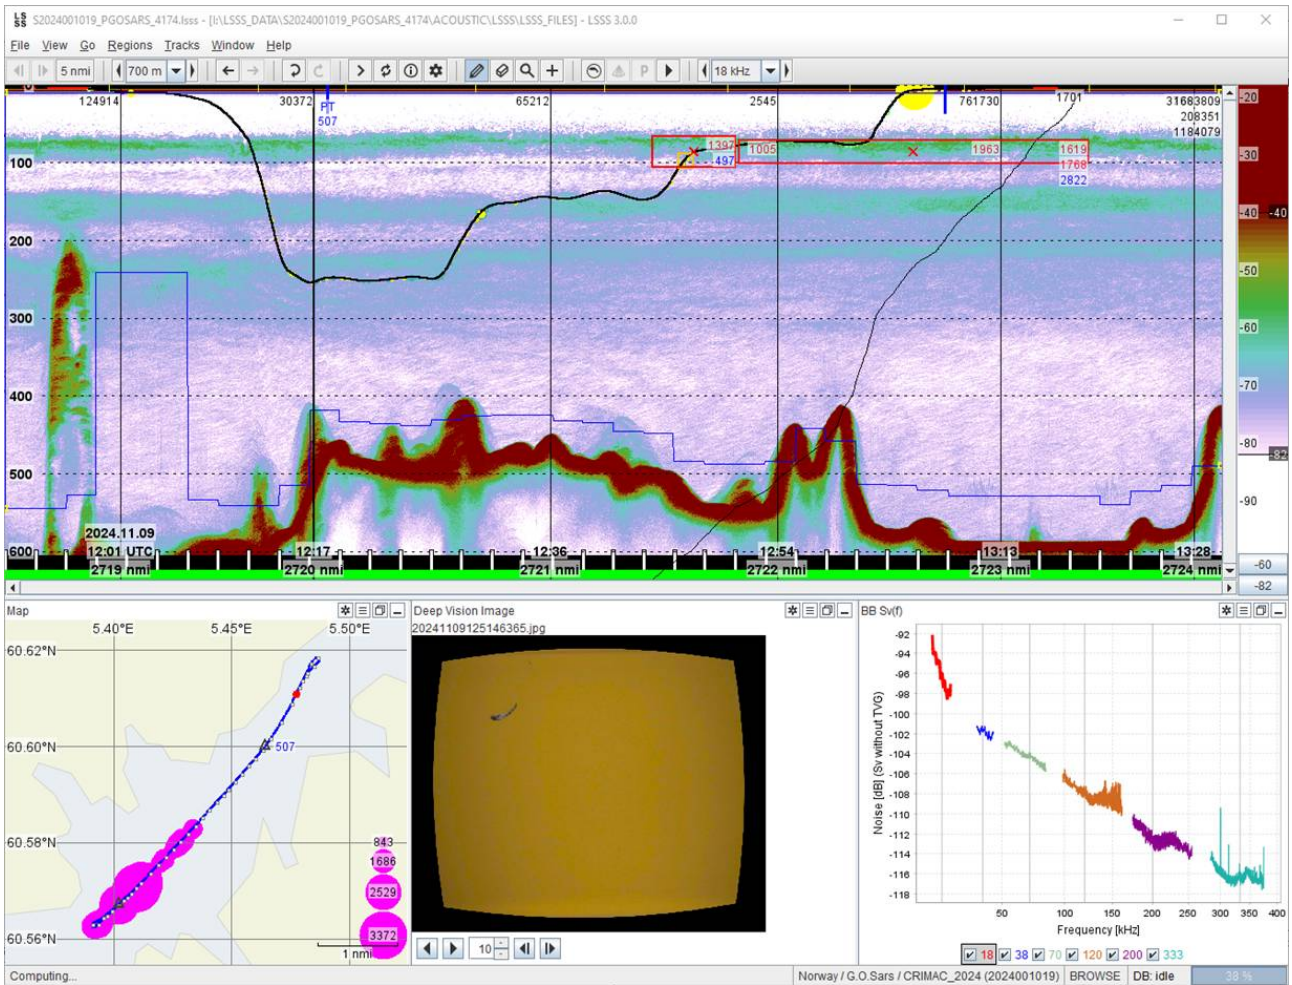 LS SS S2024001019_PGOSARS_4174.lsss - [I:\LSSS_DATA\S2024001019_PGOSARS_4174\ACOUSTIC\LSSS\LSSS_FILES] - LSSS 3.0.0
File View Go Regions Tracks Window Help
5 nmi 700 m P 18 kHz
124914 30372 65212 2545 761730 1701 31683809
PT 208351
507 1184079
1397 1005 1963 1619
497 1768
2822
100
200
300
400
500
600
-20
-30
-40 -40
-50
-60
-70
-80
-82
-90
-60
-82
2024.11.09
12:01 UTC 12:17 12:36 12:54 13:13 13:28
2719 nmi 2720 nmi 2721 nmi 2722 nmi 2723 nmi 2724 nmi
Map
5.40°E 5.45°E 5.50°E
60.62°N
60.60°N
60.58°N
60.56°N
507
843
1686
2529
3372
1 nmi
Deep Vision Image
20241109125146365.jpg
10
BB Sv(f)
Noise [dB] (Sv without TVG)
-92
-94
-96
-98
-100
-102
-104
-106
-108
-110
-112
-114
-116
-118
50 100 150 200 250 300 350 400
Frequency [kHz]
18 38 70 120 200 333
Computing... Norway / G.O.Sars / CRIMAC_2024 (2024001019) BROWSE DB: idle 38 %